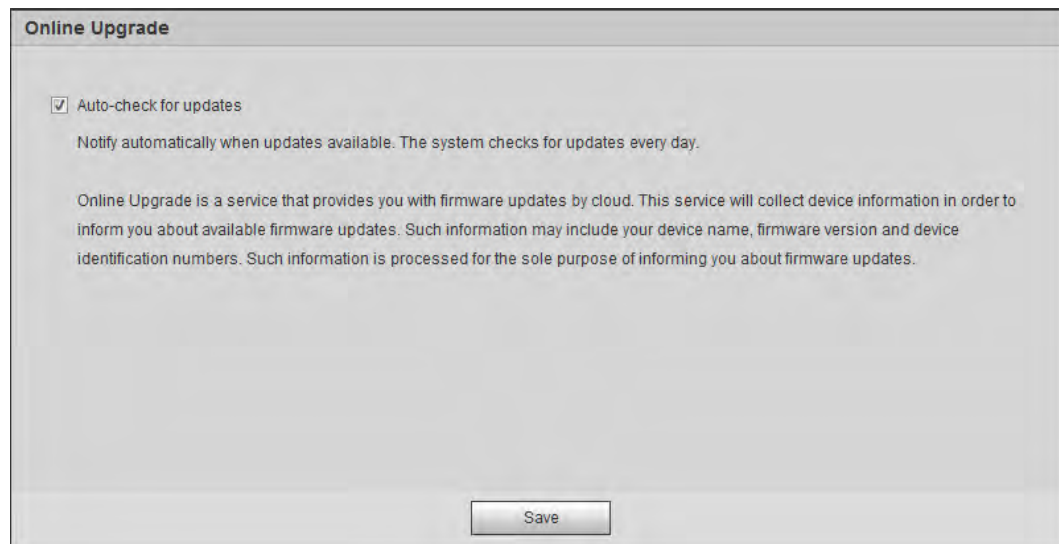 Online Upgrade
Auto-check for updates
Notify automatically when updates available. The system checks for updates every day.
Online Upgrade is a service that provides you with firmware updates by cloud. This service will collect device information in order to
inform you about available firmware updates. Such information may include your device name, firmware version and device
identification numbers. Such information is processed for the sole purpose of informing you about firmware updates.
Save